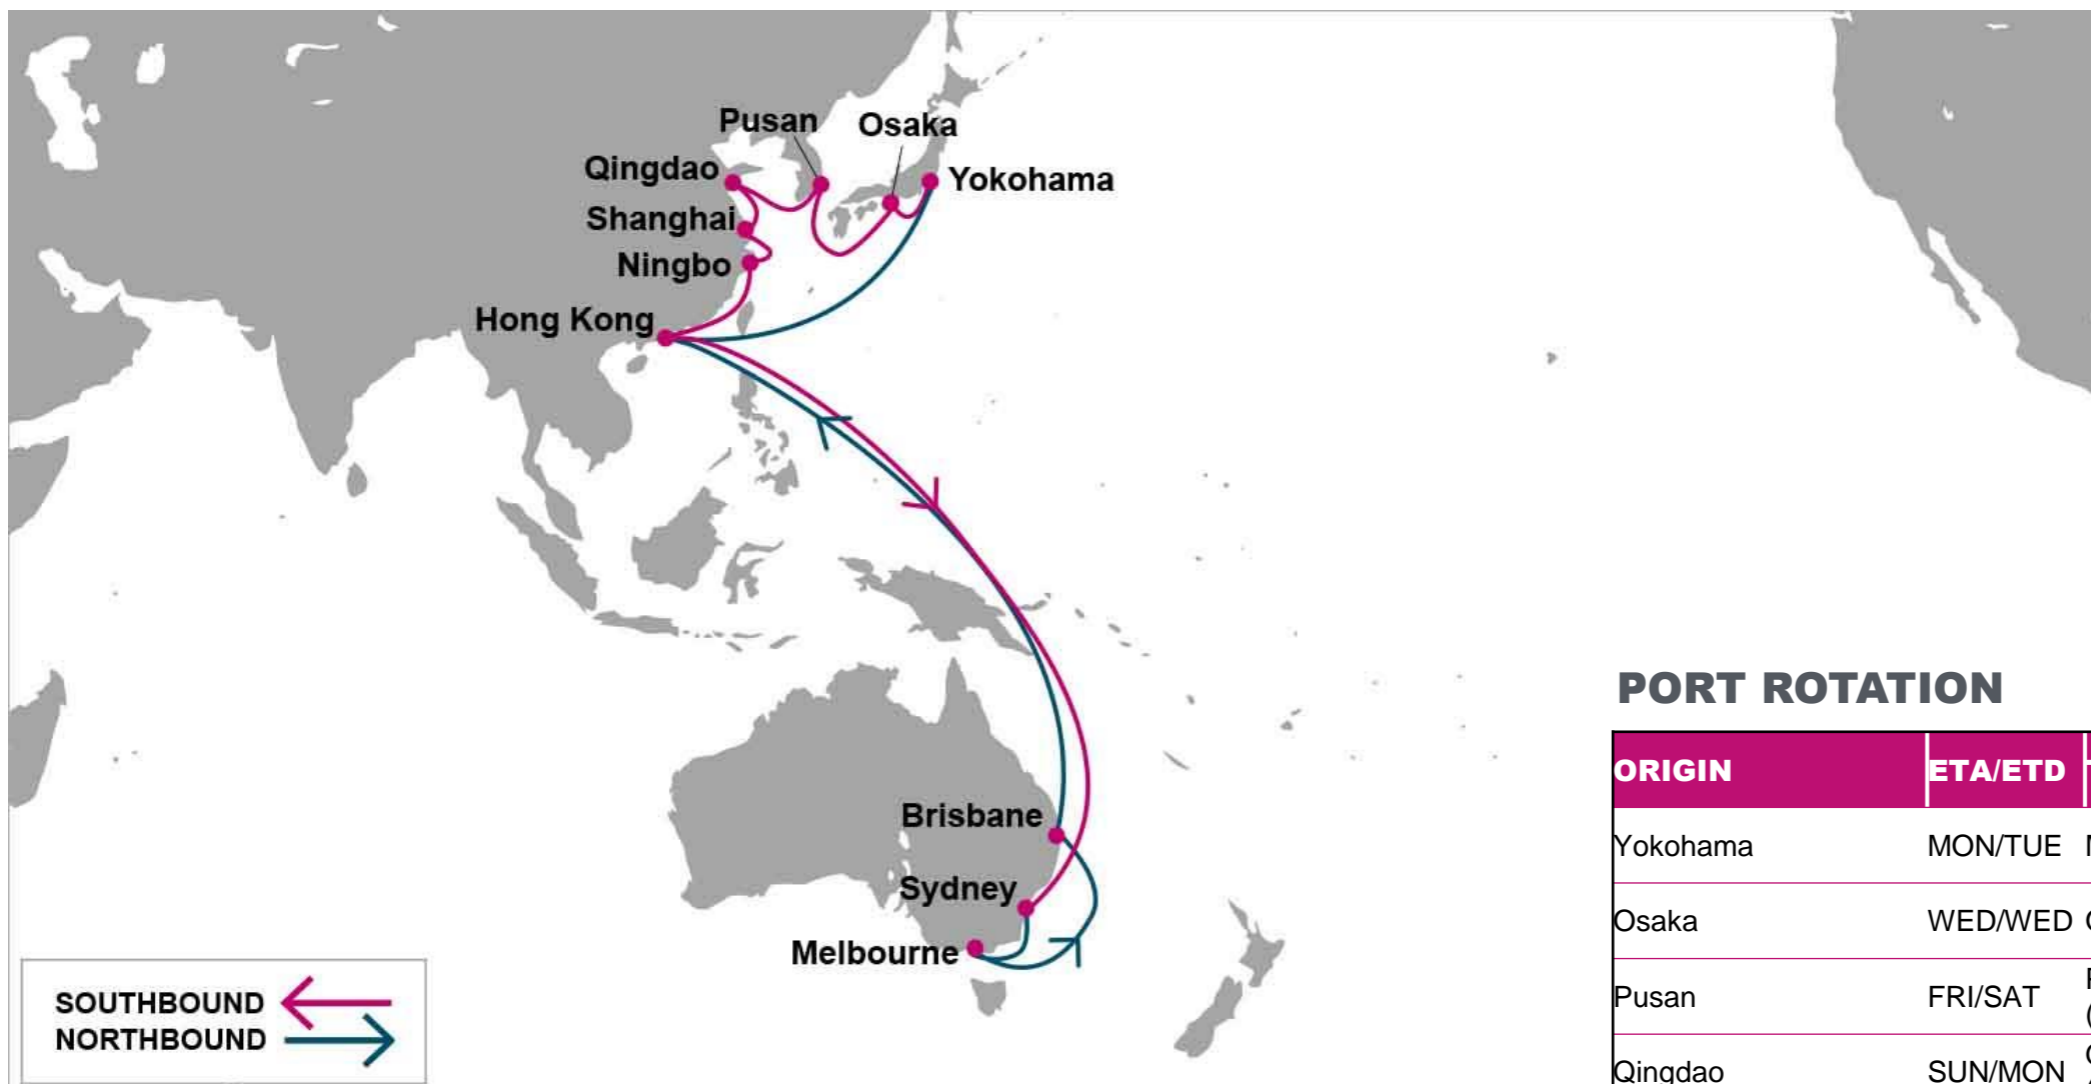 Pusan
Osaka
Qingdao
Yokohama
Shanghai
Ningbo
Hong Kong
Brisbane
Sydney
Melbourne
SOUTHBOUND
NORTHBOUND
PORT ROTATION
ORIGIN ETA/ETD
Yokohama MON/TUE
Osaka WED/WED
Pusan FRI/SAT
Qingdao SUN/MON